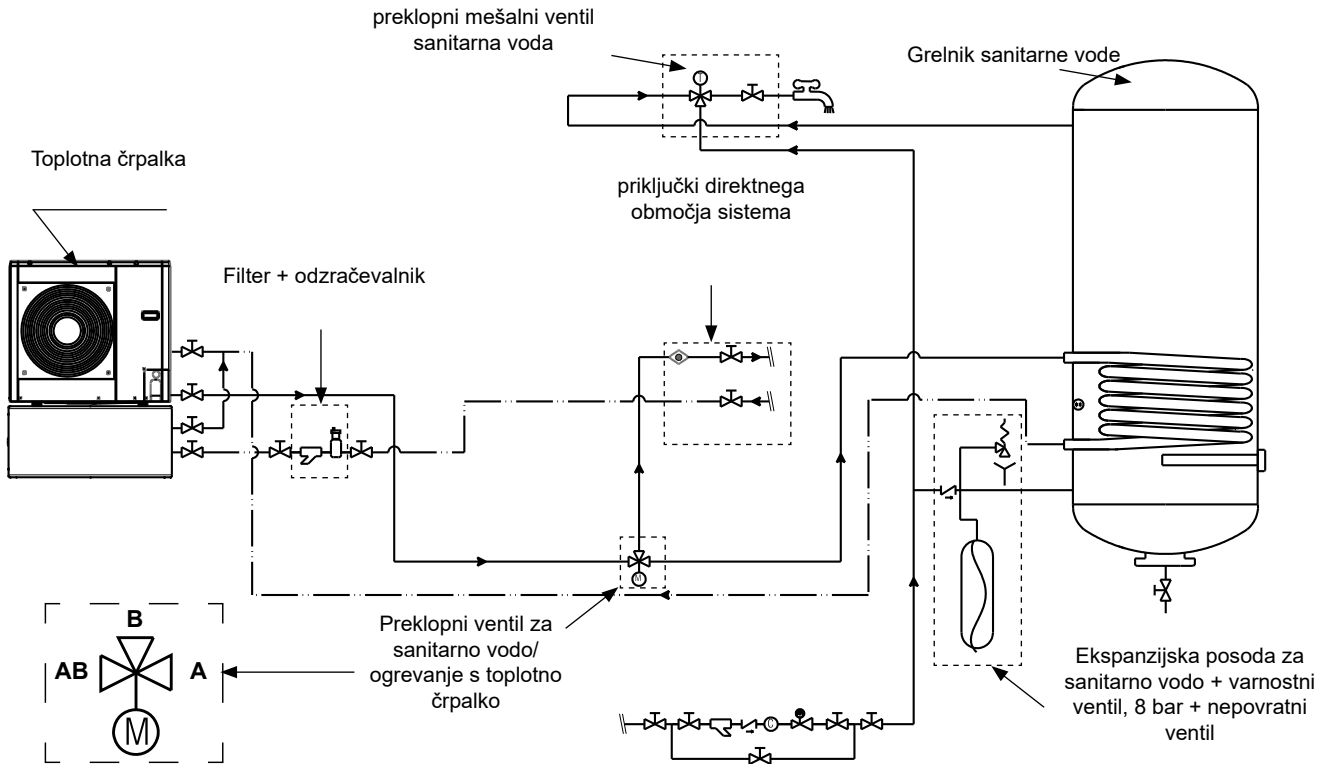 preklopni mešalni ventil
sanitarna voda
Grelnik sanitarne vode
T
Toplotna črpalka
priključki direktnega
območja sistema
Filter + odzračevalnik
M
B
AB
A
M
Preklopni ventil za
sanitarno vodo/
ogrevanje s toplotno
črpalko
Ekspanzijska posoda za
sanitarno vodo + varnostni
ventil, 8 bar + nepovratni
ventil
C